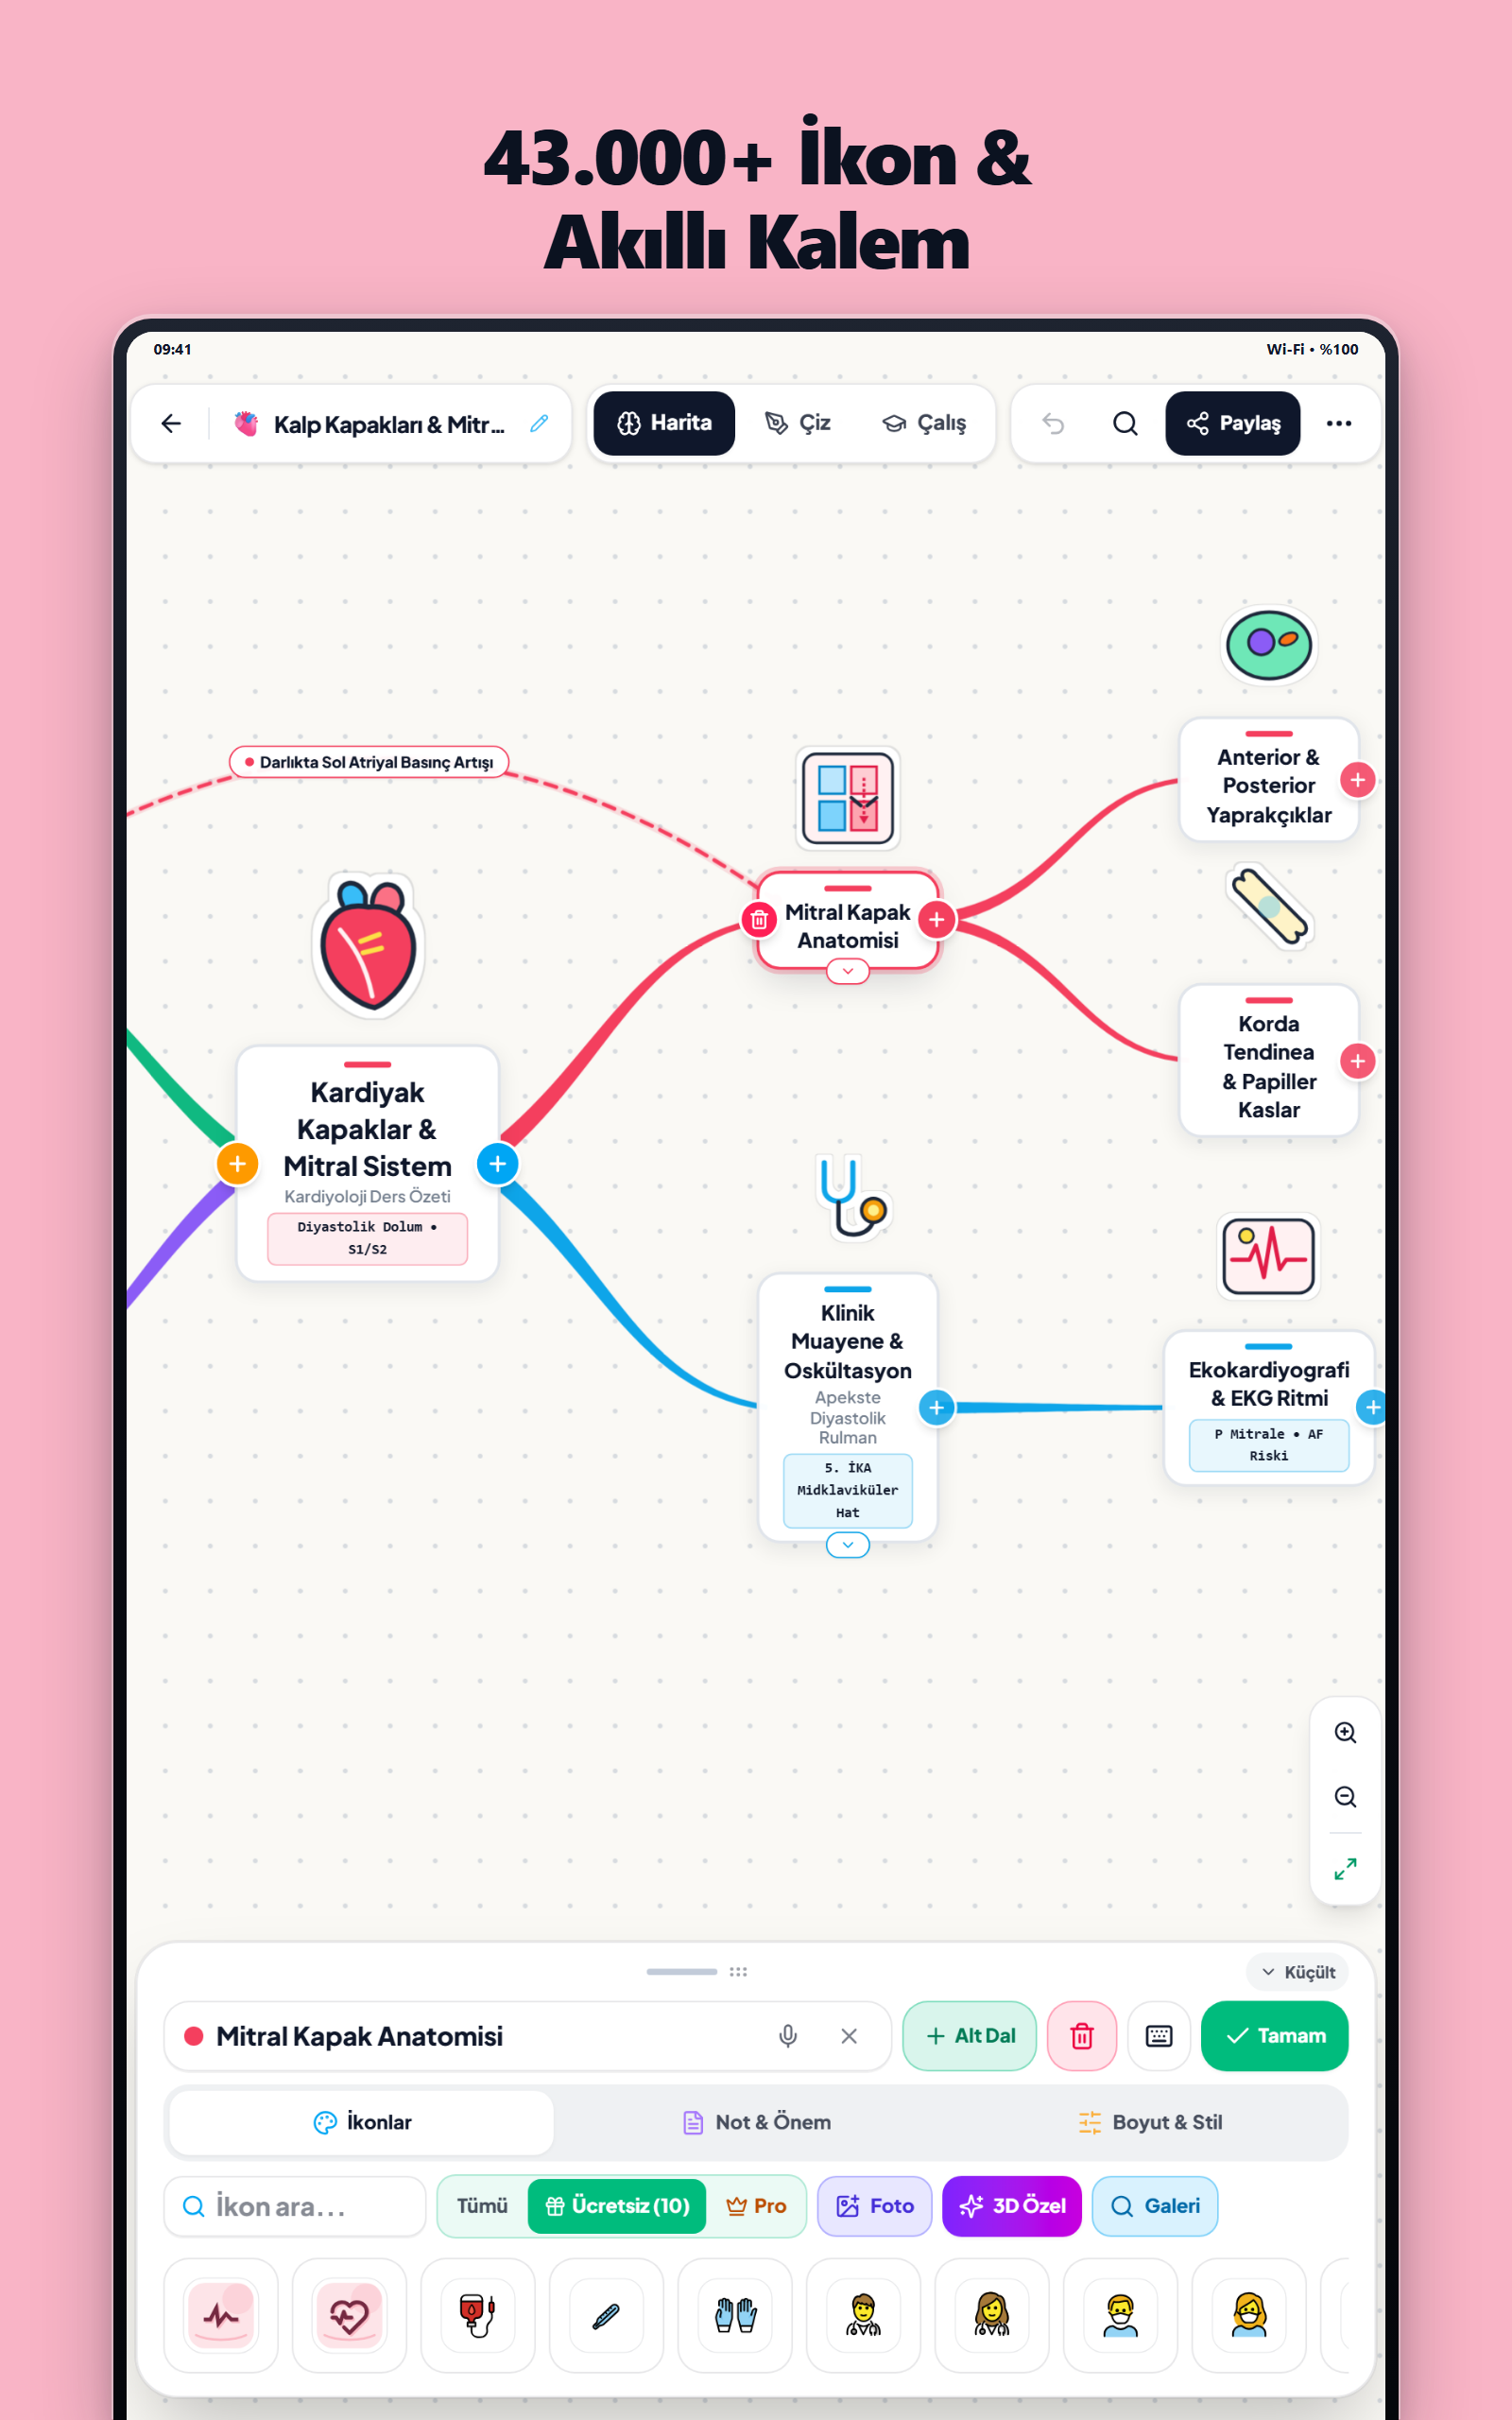 43.000+ İkon &
Akıllı Kalem
09:41
Wi-Fi • %100
Kalp Kapakları & Mitr...
Harita
Çiz
Çalış
Paylaş
Darlıkta Sol Atriyal Basınç Artışı
Anterior &
Posterior
Yaprakçıklar
Mitral Kapak
Anatomisi
Korda
Tendinea
& Papiller
Kaslar
Kardiyak
Kapaklar &
Mitral Sistem
Kardiyoloji Ders Özeti
Diyastolik Dolum •
S1/S2
Klinik
Muayene &
Oskültasyon
Apekste
Diyastolik
Rulman
5. İKA
Midklaviküler
Hat
Ekokardiyografi
& EKG Ritmi
P Mitrale • AF
Riski
Küçült
Mitral Kapak Anatomisi
+ Alt Dal
Tamam
İkonlar
Not & Önem
Boyut & Stil
İkon ara...
Tümü
Ücretsiz (10)
Pro
Foto
3D Özel
Galeri